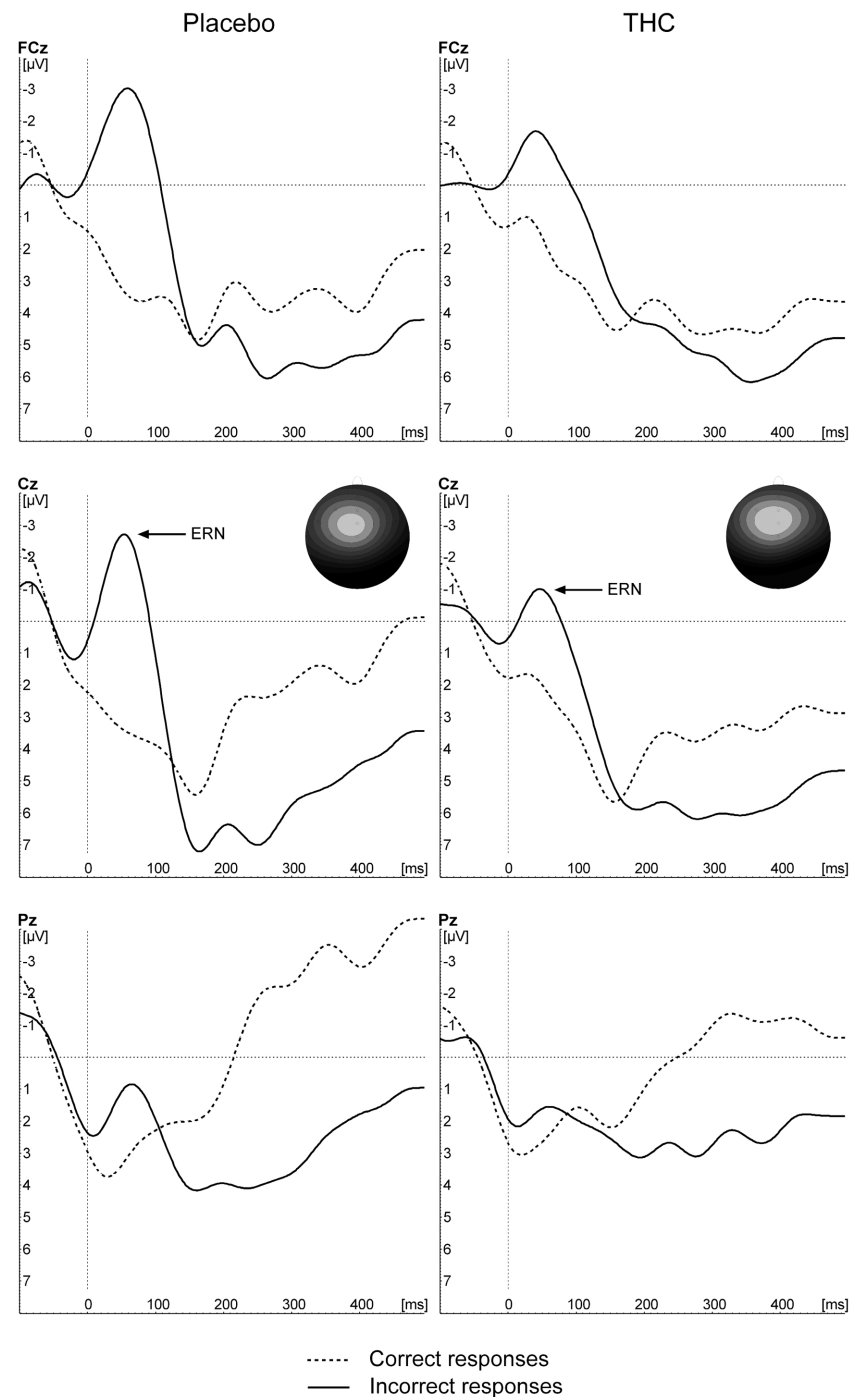 Placebo THC
FCz FCz
[µV] [µV]
-3 -3
-2 -2
-1 -1
1 1
2 2
3 3
4 4
5 5
6 6
7 7
0 100 200 300 400 [ms] 0 100 200 300 400 [ms]
Cz Cz
[µV] [µV]
-3 -3
ERN
-2 -2
-1 -1
ERN
1 1
2 2
3 3
4 4
5 5
6 6
7 7
0 100 200 300 400 [ms] 0 100 200 300 400 [ms]
Pz Pz
[µV] [µV]
-3 -3
-2 -2
-1 -1
1 1
2 2
3 3
4 4
5 5
6 6
7 7
0 100 200 300 400 [ms] 0 100 200 300 400 [ms]
Correct responses
Incorrect responses